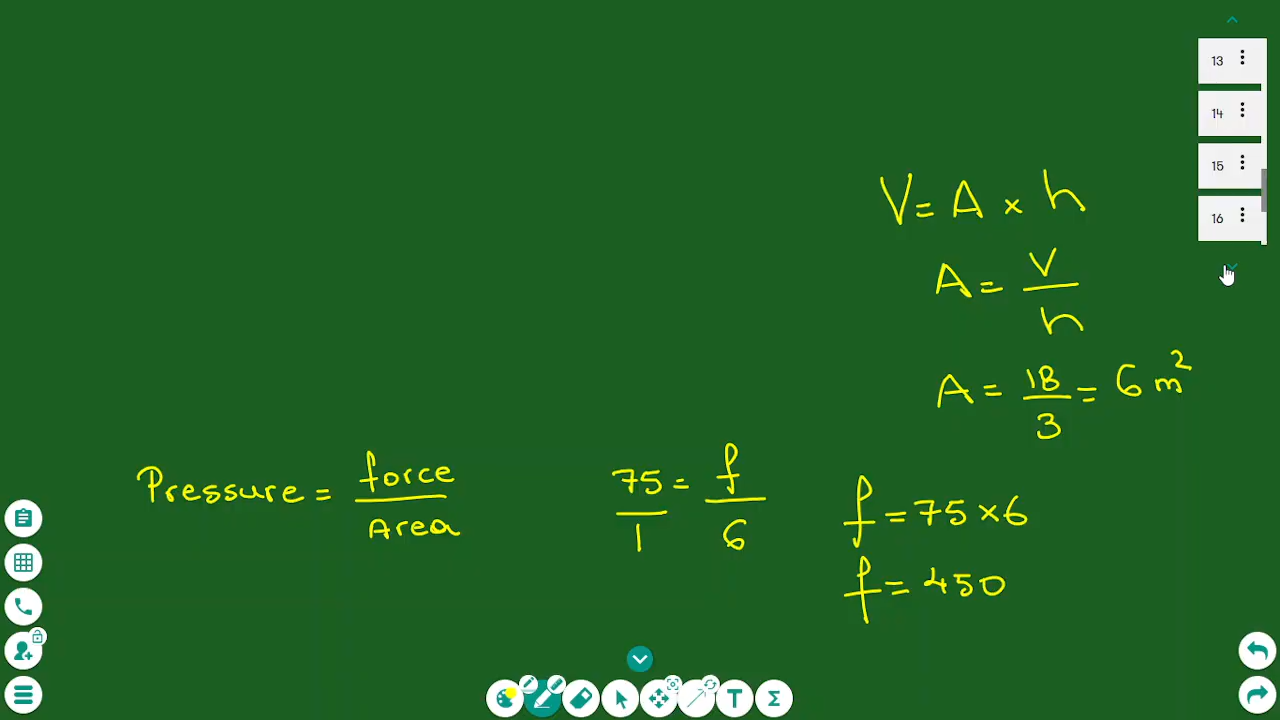 13
14
15
16
V = A × h
A = V/h
A = 18/3 = 6 m²
Pressure = force/Area
75/1 = f/6
f = 75 × 6
f = 450
T
Σ